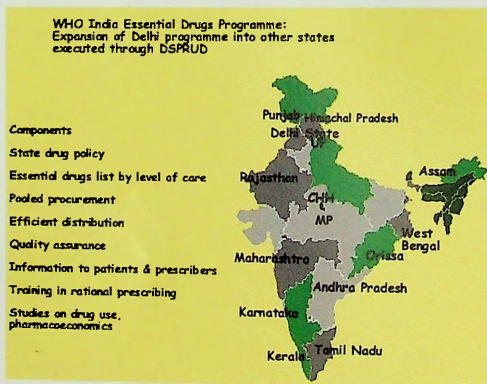 WHO India Essential Drugs Programme:
Expansion of Delhi programme into other states
executed through DSPRUD
Components
State drug policy
Essential drugs list by level of care
Pooled procurement
Efficient distribution
Quality assurance
Information to patients & prescribers
Training in rational prescribing
Studies on drug use,
pharmacoeconomics
Punjab
Himachal Pradesh
Delhi State
UP
Rajasthan
Assam
CHH
MP
West
Bengal
Orissa
Maharashtra
Andhra Pradesh
Karnataka
Kerala
Tamil Nadu